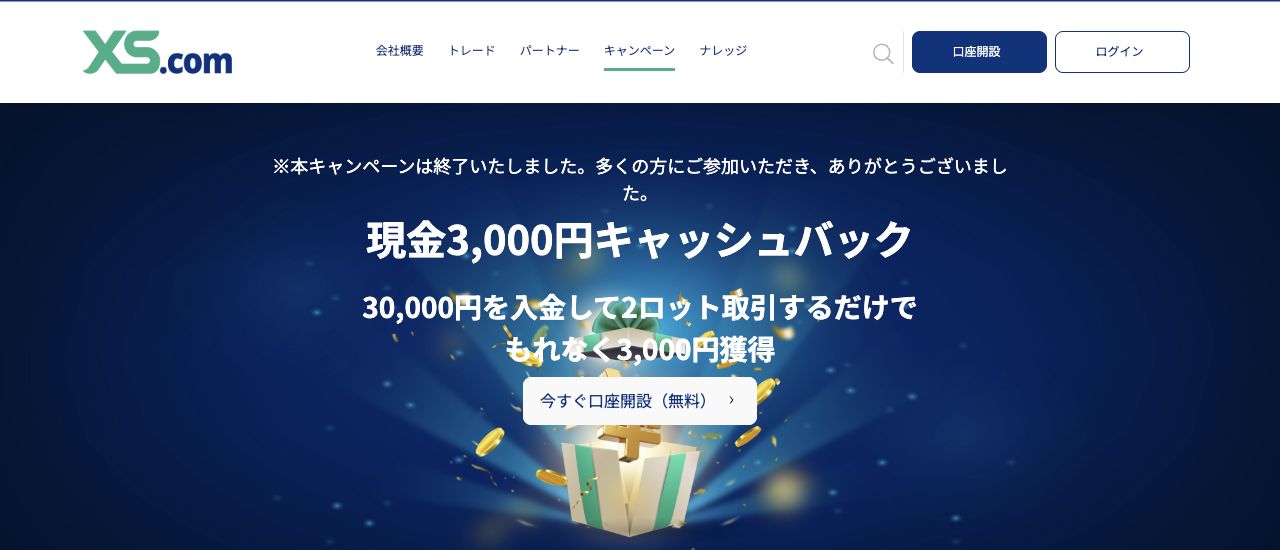 XS.com
会社概要 トレード パートナー キャンペーン ナレッジ 口座開設 ログイン
※本キャンペーンは終了いたしました。多くの方にご参加いただき、ありがとうございまし
た。
現金3,000円キャッシュバック
30,000円を入金して2ロット取引するだけで
もれなく3,000円獲得
今すぐ口座開設（無料） ›